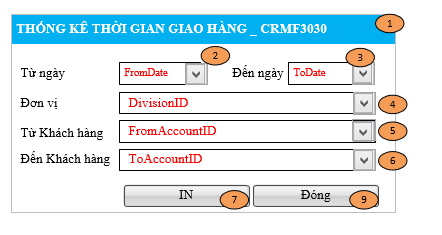 THỐNG KÊ THỜI GIAN GIAO HÀNG _ CRMF3030 1
2 3
Từ ngày FromDate Đến ngày ToDate
Đơn vị DivisionID 4
Từ Khách hàng FromAccountID 5
Đến Khách hàng ToAccountID 6
IN 7 Đóng 9